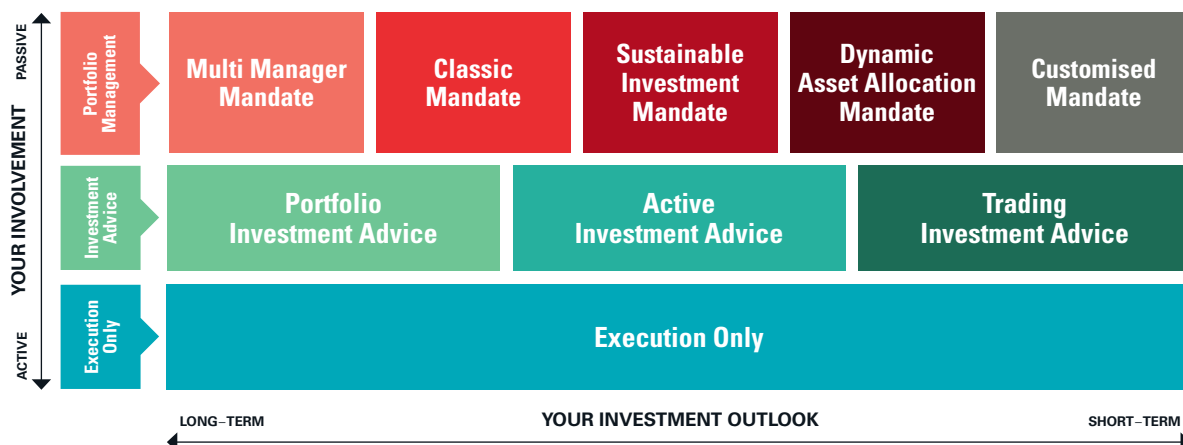 YOUR INVOLVEMENT
PASSIVE
ACTIVE
Portfolio
Management
Multi Manager
Mandate
Classic
Mandate
Sustainable
Investment
Mandate
Dynamic
Asset Allocation
Mandate
Customised
Mandate
Investment
Advice
Portfolio
Investment Advice
Active
Investment Advice
Trading
Investment Advice
Execution
Only
Execution Only
LONG–TERM
YOUR INVESTMENT OUTLOOK
SHORT–TERM